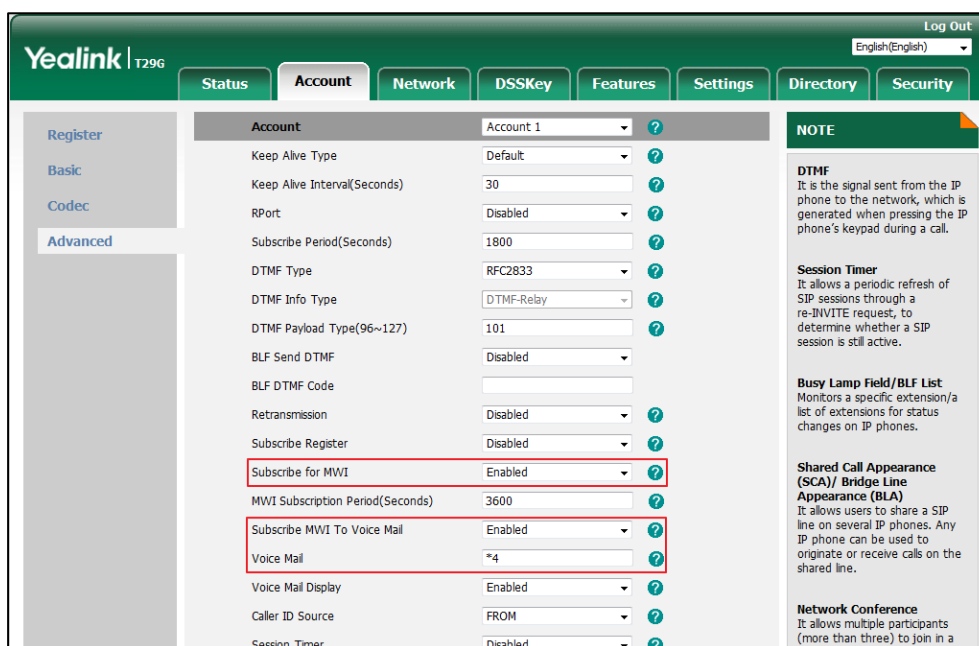 Log Out
Yealink T29G
English(English)
Status Account Network DSSKey Features Settings Directory Security
Register
Basic
Codec
Advanced
Account Account 1
Keep Alive Type Default
Keep Alive Interval(Seconds) 30
RPort Disabled
Subscribe Period(Seconds) 1800
DTMF Type RFC2833
DTMF Info Type DTMF-Relay
DTMF Payload Type(96~127) 101
BLF Send DTMF Disabled
BLF DTMF Code
Retransmission Disabled
Subscribe Register Disabled
Subscribe for MWI Enabled
MWI Subscription Period(Seconds) 3600
Subscribe MWI To Voice Mail Enabled
Voice Mail *4
Voice Mail Display Enabled
Caller ID Source FROM
Session Timer Disabled
NOTE
DTMF
It is the signal sent from the IP
phone to the network, which is
generated when pressing the IP
phone's keypad during a call.
Session Timer
It allows a periodic refresh of
SIP sessions through a
re-INVITE request, to
determine whether a SIP
session is still active.
Busy Lamp Field/BLF List
Monitors a specific extension/a
list of extensions for status
changes on IP phones.
Shared Call Appearance
(SCA)/ Bridge Line
Appearance (BLA)
It allows users to share a SIP
line on several IP phones. Any
IP phone can be used to
originate or receive calls on the
shared line.
Network Conference
It allows multiple participants
(more than three) to join in a